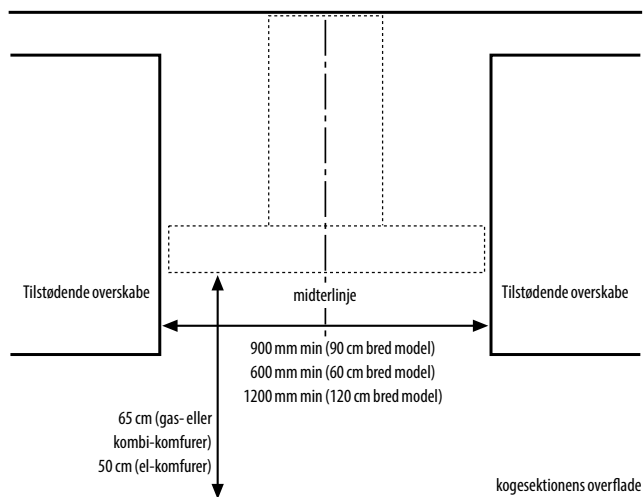 Tilstødende overskabe
midterlinje
Tilstødende overskabe
900 mm min (90 cm bred model)
600 mm min (60 cm bred model)
1200 mm min (120 cm bred model)
65 cm (gas- eller
kombi-komfurer)
50 cm (el-komfurer)
kogesektionens overflade